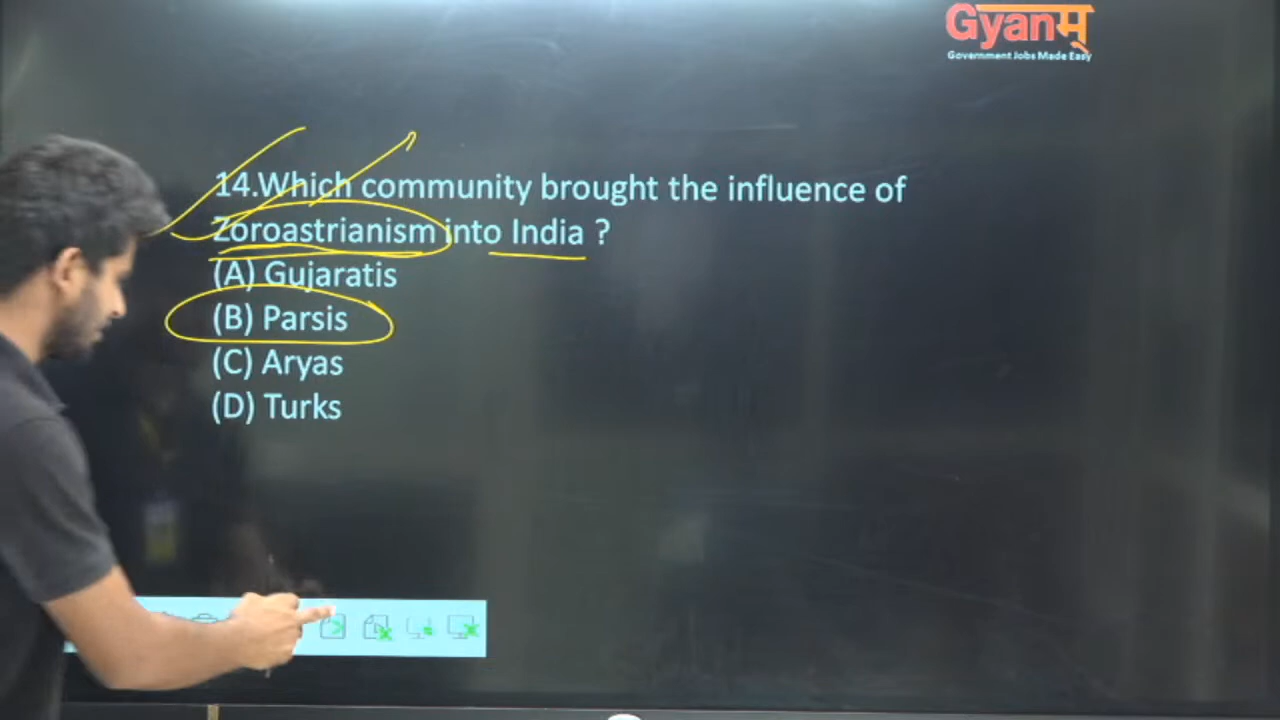 Gyanम्
Government Jobs Made Easy
14.Which community brought the influence of
Zoroastrianism into India ?
(A) Gujaratis
(B) Parsis
(C) Aryas
(D) Turks